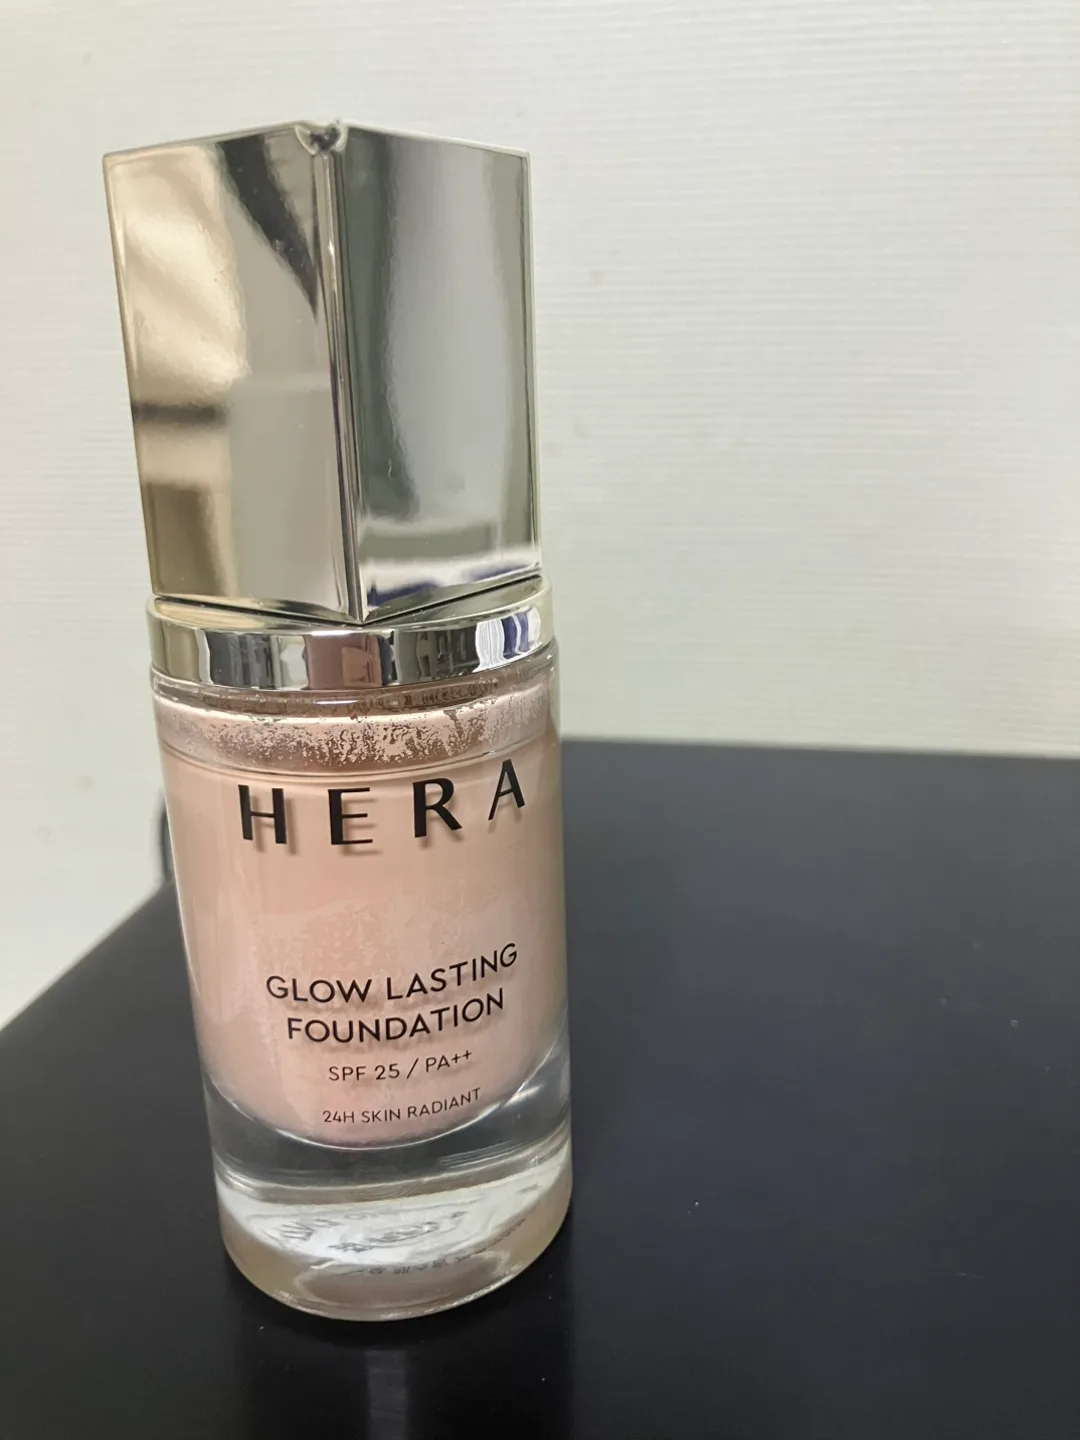 HERA
GLOW LASTING
FOUNDATION
SPF 25 / PA++
24H SKIN RADIANT